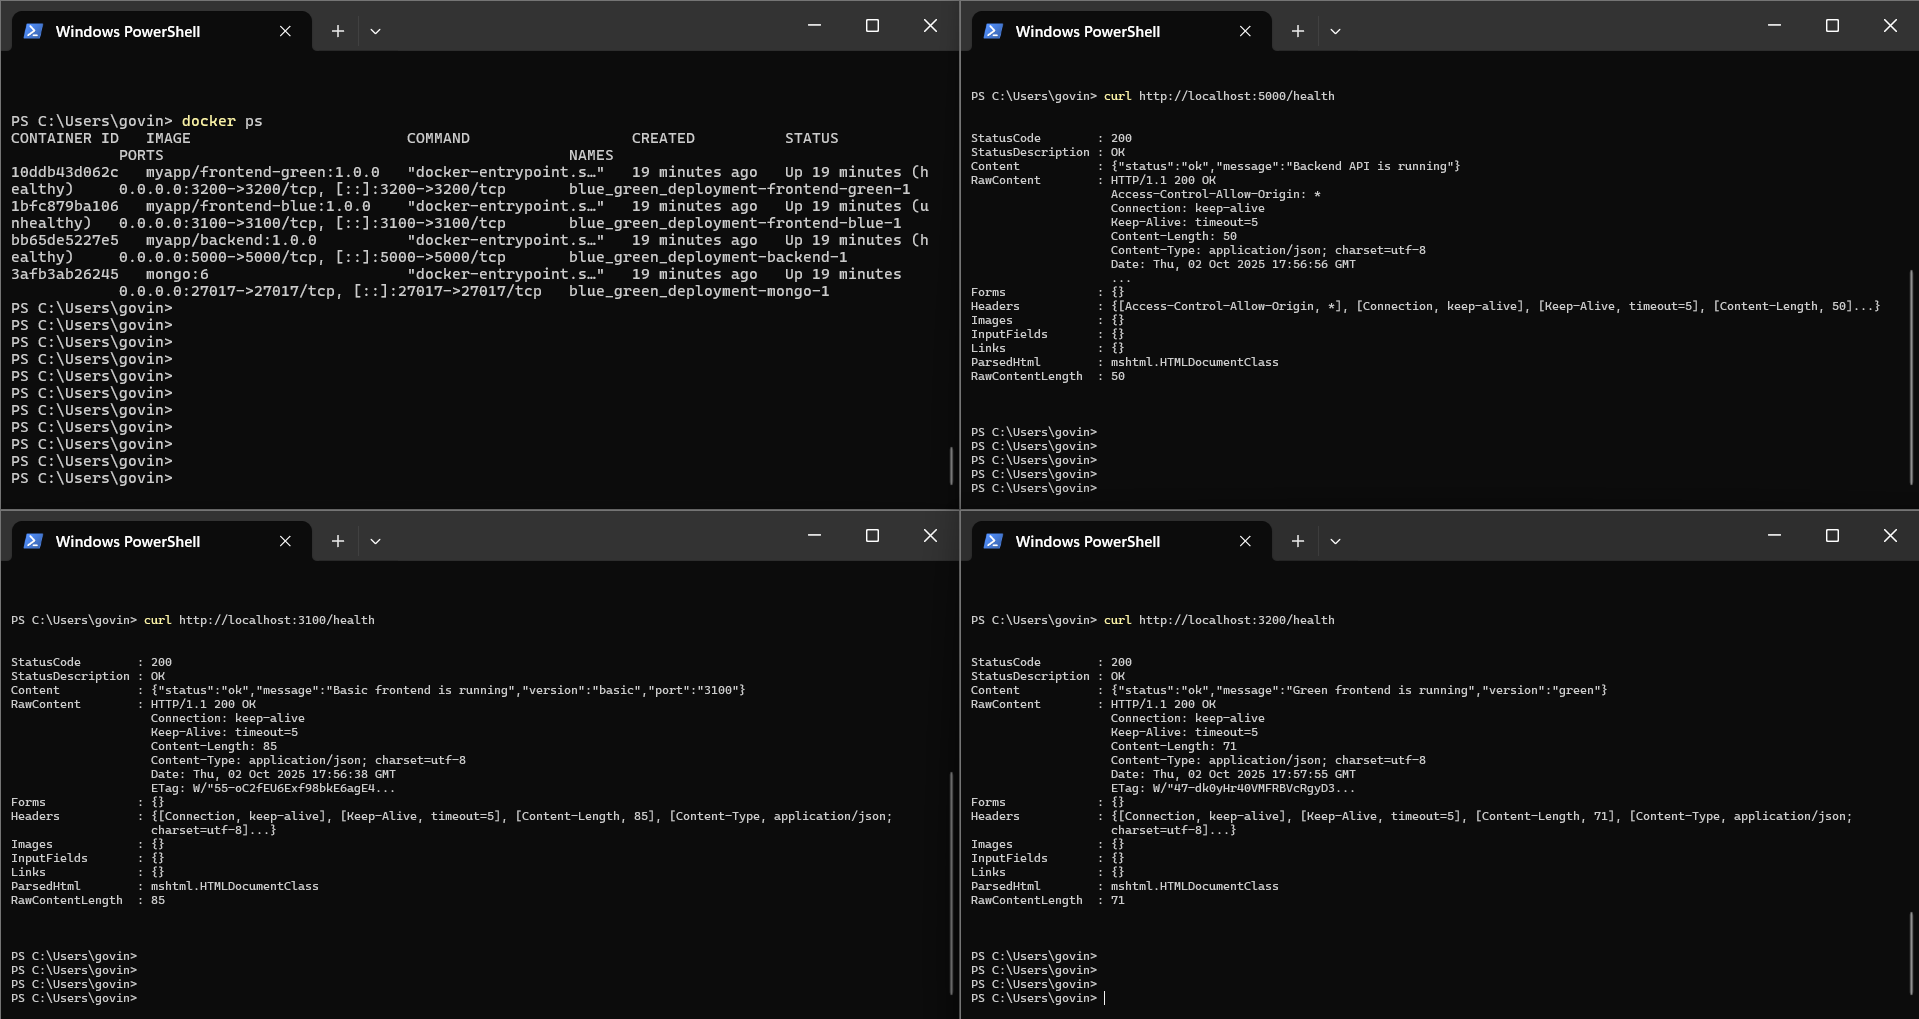 Windows PowerShell
PS C:\Users\govin> docker ps
CONTAINER ID   IMAGE                        COMMAND                  CREATED          STATUS
            PORTS                                             NAMES
10ddb43d062c   myapp/frontend-green:1.0.0   "docker-entrypoint.s…"   19 minutes ago   Up 19 minutes (h
ealthy)     0.0.0.0:3200->3200/tcp, [::]:3200->3200/tcp       blue_green_deployment-frontend-green-1
1bfc879ba106   myapp/frontend-blue:1.0.0    "docker-entrypoint.s…"   19 minutes ago   Up 19 minutes (u
nhealthy)   0.0.0.0:3100->3100/tcp, [::]:3100->3100/tcp       blue_green_deployment-frontend-blue-1
bb65de5227e5   myapp/backend:1.0.0          "docker-entrypoint.s…"   19 minutes ago   Up 19 minutes (h
ealthy)     0.0.0.0:5000->5000/tcp, [::]:5000->5000/tcp       blue_green_deployment-backend-1
3afb3ab26245   mongo:6                      "docker-entrypoint.s…"   19 minutes ago   Up 19 minutes
            0.0.0.0:27017->27017/tcp, [::]:27017->27017/tcp   blue_green_deployment-mongo-1
PS C:\Users\govin>
PS C:\Users\govin>
PS C:\Users\govin>
PS C:\Users\govin>
PS C:\Users\govin>
PS C:\Users\govin>
PS C:\Users\govin>
PS C:\Users\govin>
PS C:\Users\govin>
PS C:\Users\govin>
PS C:\Users\govin>
Windows PowerShell
PS C:\Users\govin> curl http://localhost:5000/health
StatusCode        : 200
StatusDescription : OK
Content           : {"status":"ok","message":"Backend API is running"}
RawContent        : HTTP/1.1 200 OK
                    Access-Control-Allow-Origin: *
                    Connection: keep-alive
                    Keep-Alive: timeout=5
                    Content-Length: 50
                    Content-Type: application/json; charset=utf-8
                    Date: Thu, 02 Oct 2025 17:56:56 GMT
                    ...
Forms             : {}
Headers           : {[Access-Control-Allow-Origin, *], [Connection, keep-alive], [Keep-Alive, timeout=5], [Content-Length, 50]...}
Images            : {}
InputFields       : {}
Links             : {}
ParsedHtml        : mshtml.HTMLDocumentClass
RawContentLength  : 50
PS C:\Users\govin>
PS C:\Users\govin>
PS C:\Users\govin>
PS C:\Users\govin>
PS C:\Users\govin>
Windows PowerShell
PS C:\Users\govin> curl http://localhost:3100/health
StatusCode        : 200
StatusDescription : OK
Content           : {"status":"ok","message":"Basic frontend is running","version":"basic","port":"3100"}
RawContent        : HTTP/1.1 200 OK
                    Connection: keep-alive
                    Keep-Alive: timeout=5
                    Content-Length: 85
                    Content-Type: application/json; charset=utf-8
                    Date: Thu, 02 Oct 2025 17:56:38 GMT
                    ETag: W/"55-oC2fEU6Exf98bkE6agE4...
Forms             : {}
Headers           : {[Connection, keep-alive], [Keep-Alive, timeout=5], [Content-Length, 85], [Content-Type, application/json;
                    charset=utf-8]...}
Images            : {}
InputFields       : {}
Links             : {}
ParsedHtml        : mshtml.HTMLDocumentClass
RawContentLength  : 85
PS C:\Users\govin>
PS C:\Users\govin>
PS C:\Users\govin>
PS C:\Users\govin>
Windows PowerShell
PS C:\Users\govin> curl http://localhost:3200/health
StatusCode        : 200
StatusDescription : OK
Content           : {"status":"ok","message":"Green frontend is running","version":"green"}
RawContent        : HTTP/1.1 200 OK
                    Connection: keep-alive
                    Keep-Alive: timeout=5
                    Content-Length: 71
                    Content-Type: application/json; charset=utf-8
                    Date: Thu, 02 Oct 2025 17:57:55 GMT
                    ETag: W/"47-dk0yHr40VMFRBVcRgyD3...
Forms             : {}
Headers           : {[Connection, keep-alive], [Keep-Alive, timeout=5], [Content-Length, 71], [Content-Type, application/json;
                    charset=utf-8]...}
Images            : {}
InputFields       : {}
Links             : {}
ParsedHtml        : mshtml.HTMLDocumentClass
RawContentLength  : 71
PS C:\Users\govin>
PS C:\Users\govin>
PS C:\Users\govin>
PS C:\Users\govin>